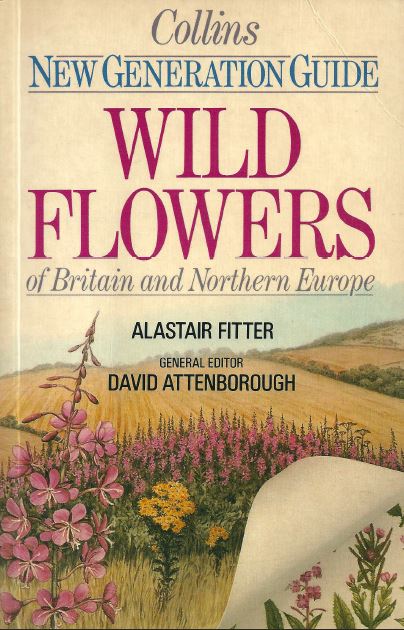 Collins
NEW GENERATION GUIDE
WILD
FLOWERS
of Britain and Northern Europe
ALASTAIR FITTER
GENERAL EDITOR
DAVID ATTENBOROUGH